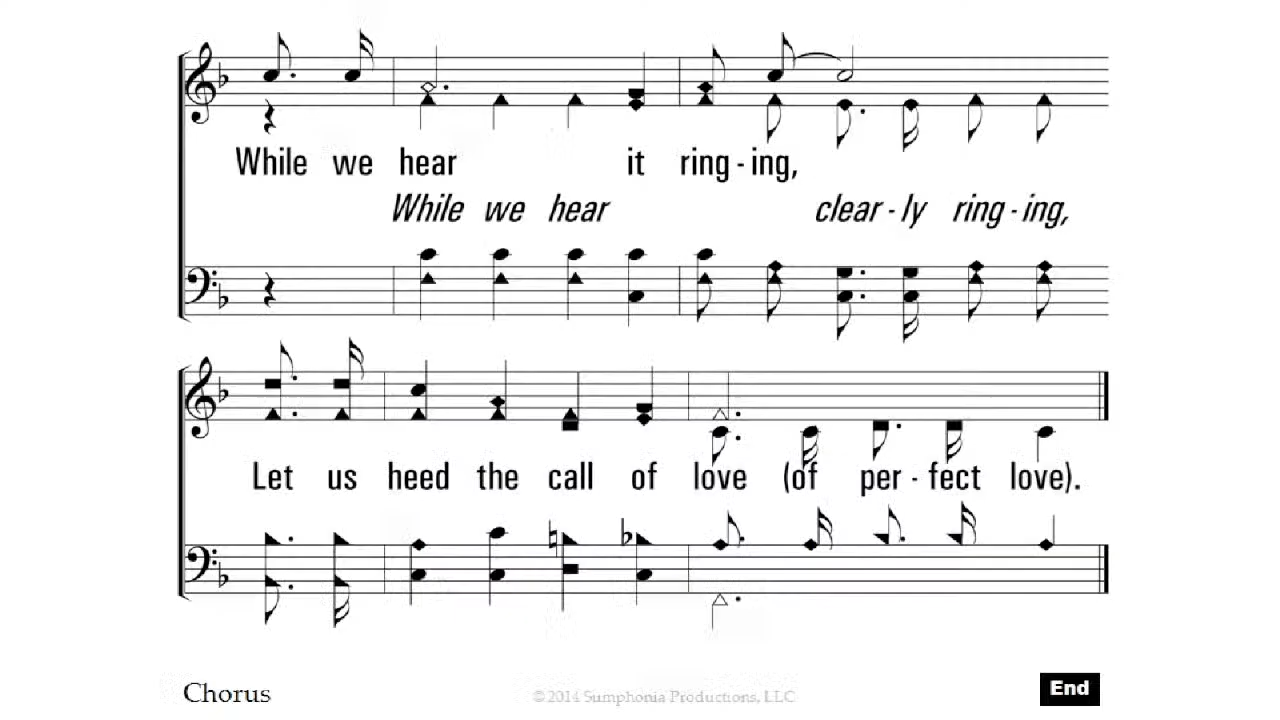 While we hear it ring-ing,
While we hear clear-ly ring-ing,
Let us heed the call of love (of per-fect love).
Chorus
©2014 Sumphonia Productions, LLC
End